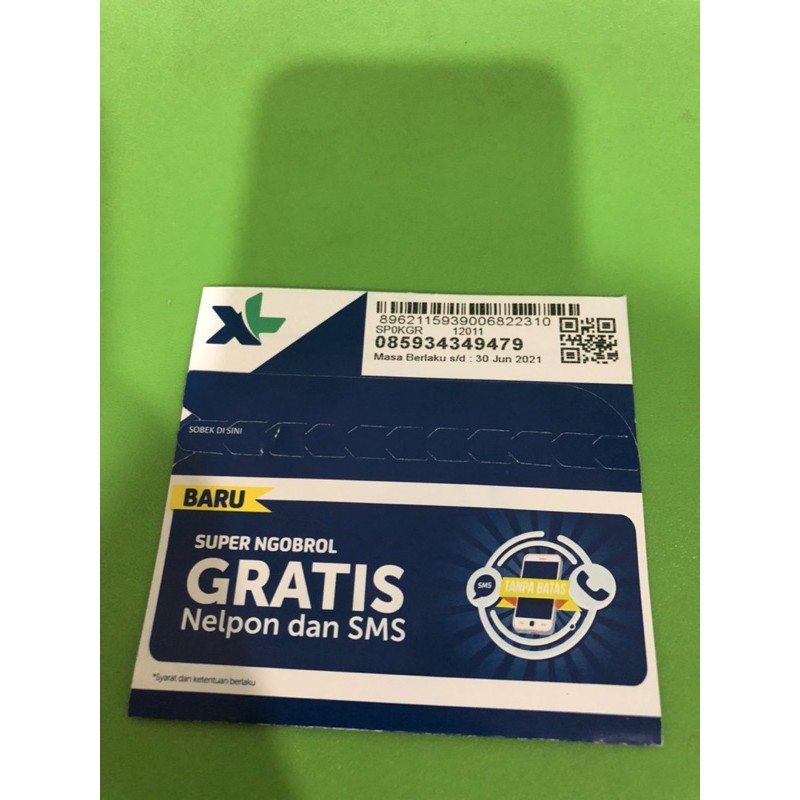 XL
8962115939006822310
SP0KGR 12011
085934349479
Masa Berlaku s/d : 30 Jun 2021
SOBEK DI SINI
BARU
SUPER NGOBROL
GRATIS
Nelpon dan SMS
SMS
TANPA BATAS
*Syarat dan ketentuan berlaku